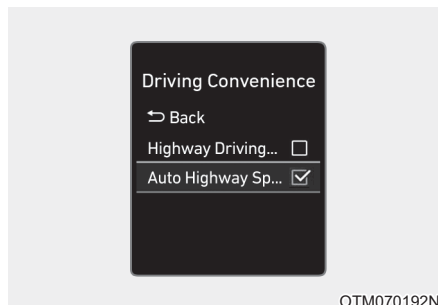 Driving Convenience
Back
Highway Driving...
Auto Highway Sp...
OTM070192N